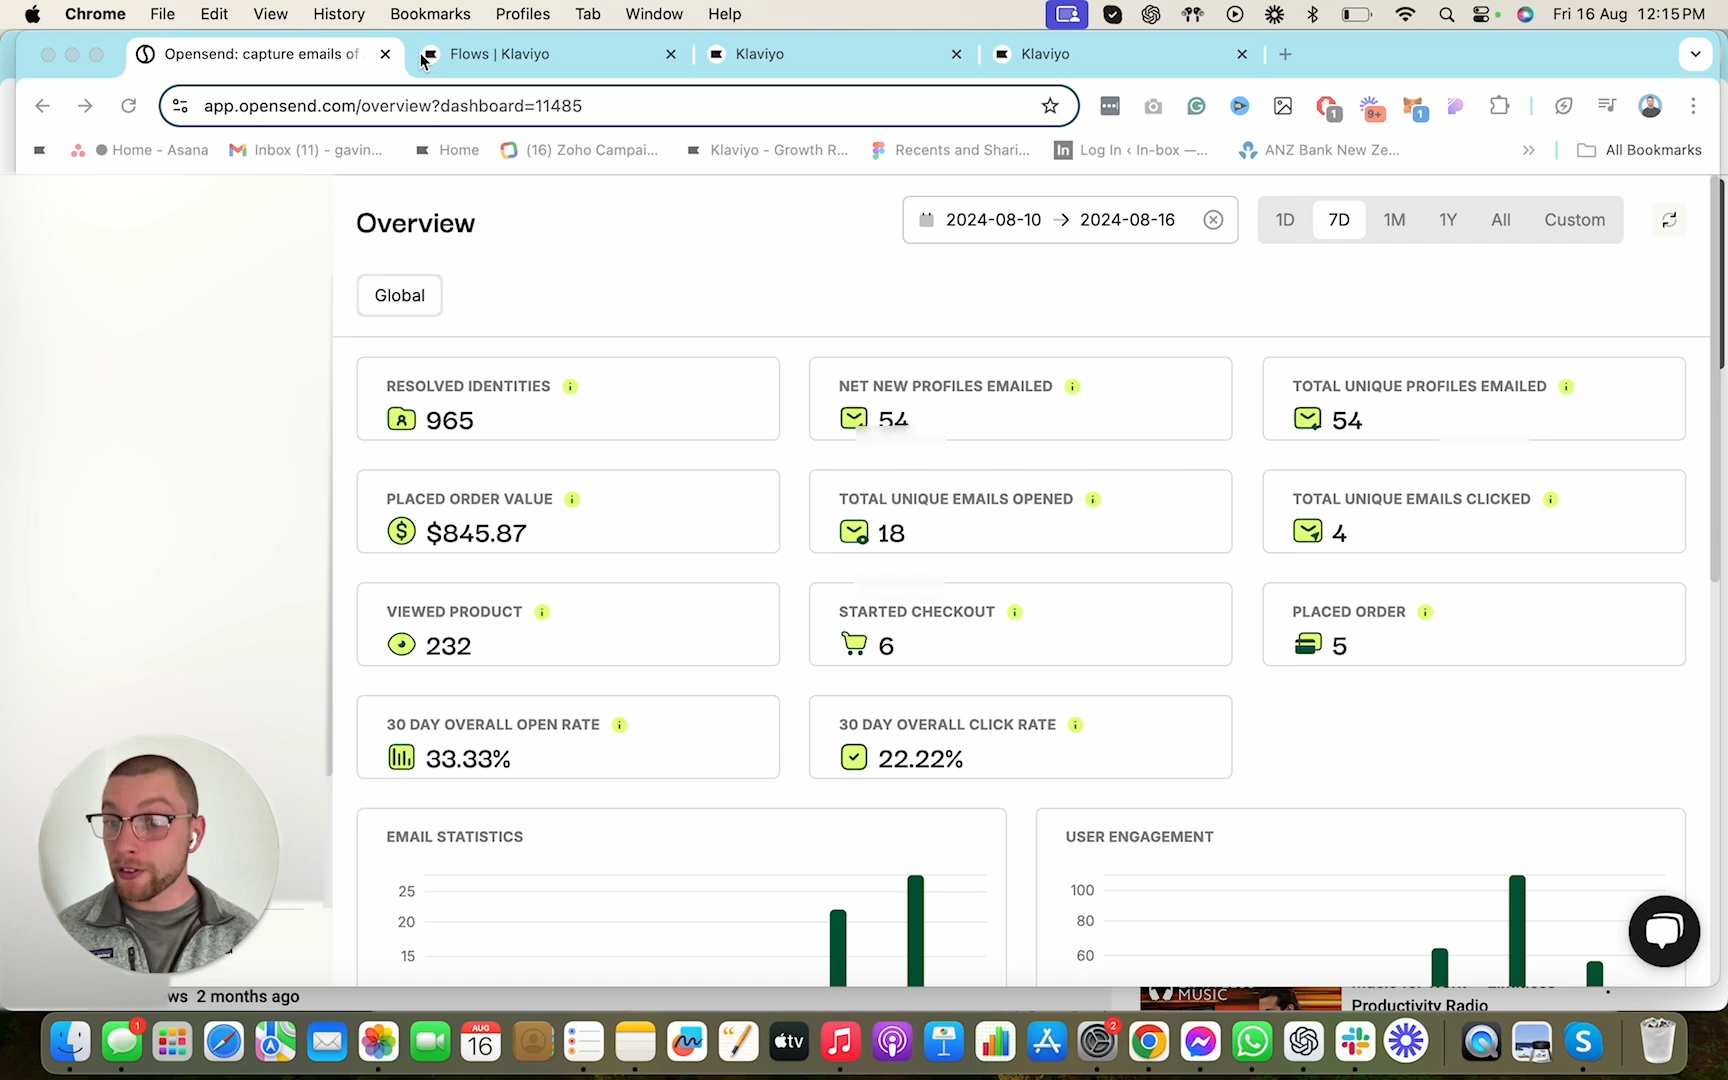 Chrome File Edit View History Bookmarks Profiles Tab Window Help Fri 16 Aug 12:15 PM
Opensend: capture emails of Flows | Klaviyo Klaviyo Klaviyo
app.opensend.com/overview?dashboard=11485 1 9+ 1
Home - Asana Inbox (11) - gavin... Home (16) Zoho Campai... Klaviyo - Growth R... Recents and Shari... In Log In ‹ In-box —... ANZ Bank New Ze... » All Bookmarks
Overview 2024-08-10 → 2024-08-16 1D 7D 1M 1Y All Custom
Global
RESOLVED IDENTITIES i NET NEW PROFILES EMAILED i TOTAL UNIQUE PROFILES EMAILED i
965 54 54
PLACED ORDER VALUE i TOTAL UNIQUE EMAILS OPENED i TOTAL UNIQUE EMAILS CLICKED i
$845.87 18 4
VIEWED PRODUCT i STARTED CHECKOUT i PLACED ORDER i
232 6 5
30 DAY OVERALL OPEN RATE i 30 DAY OVERALL CLICK RATE i
33.33% 22.22%
EMAIL STATISTICS USER ENGAGEMENT
25 100
20 80
15 60
ws 2 months ago MUSIC
Productivity Radio
1 AUG 16 tv 2